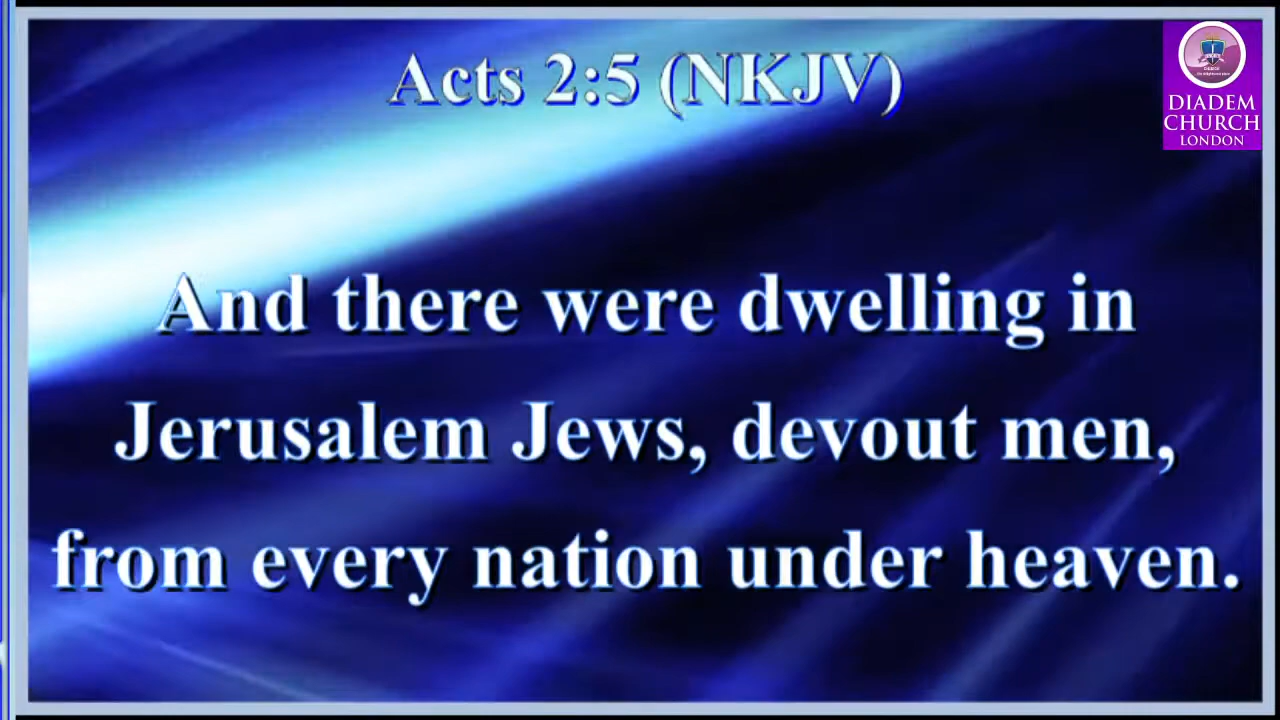 Acts 2:5 (NKJV)
DIADEM
CHURCH
LONDON
And there were dwelling in
Jerusalem Jews, devout men,
from every nation under heaven.